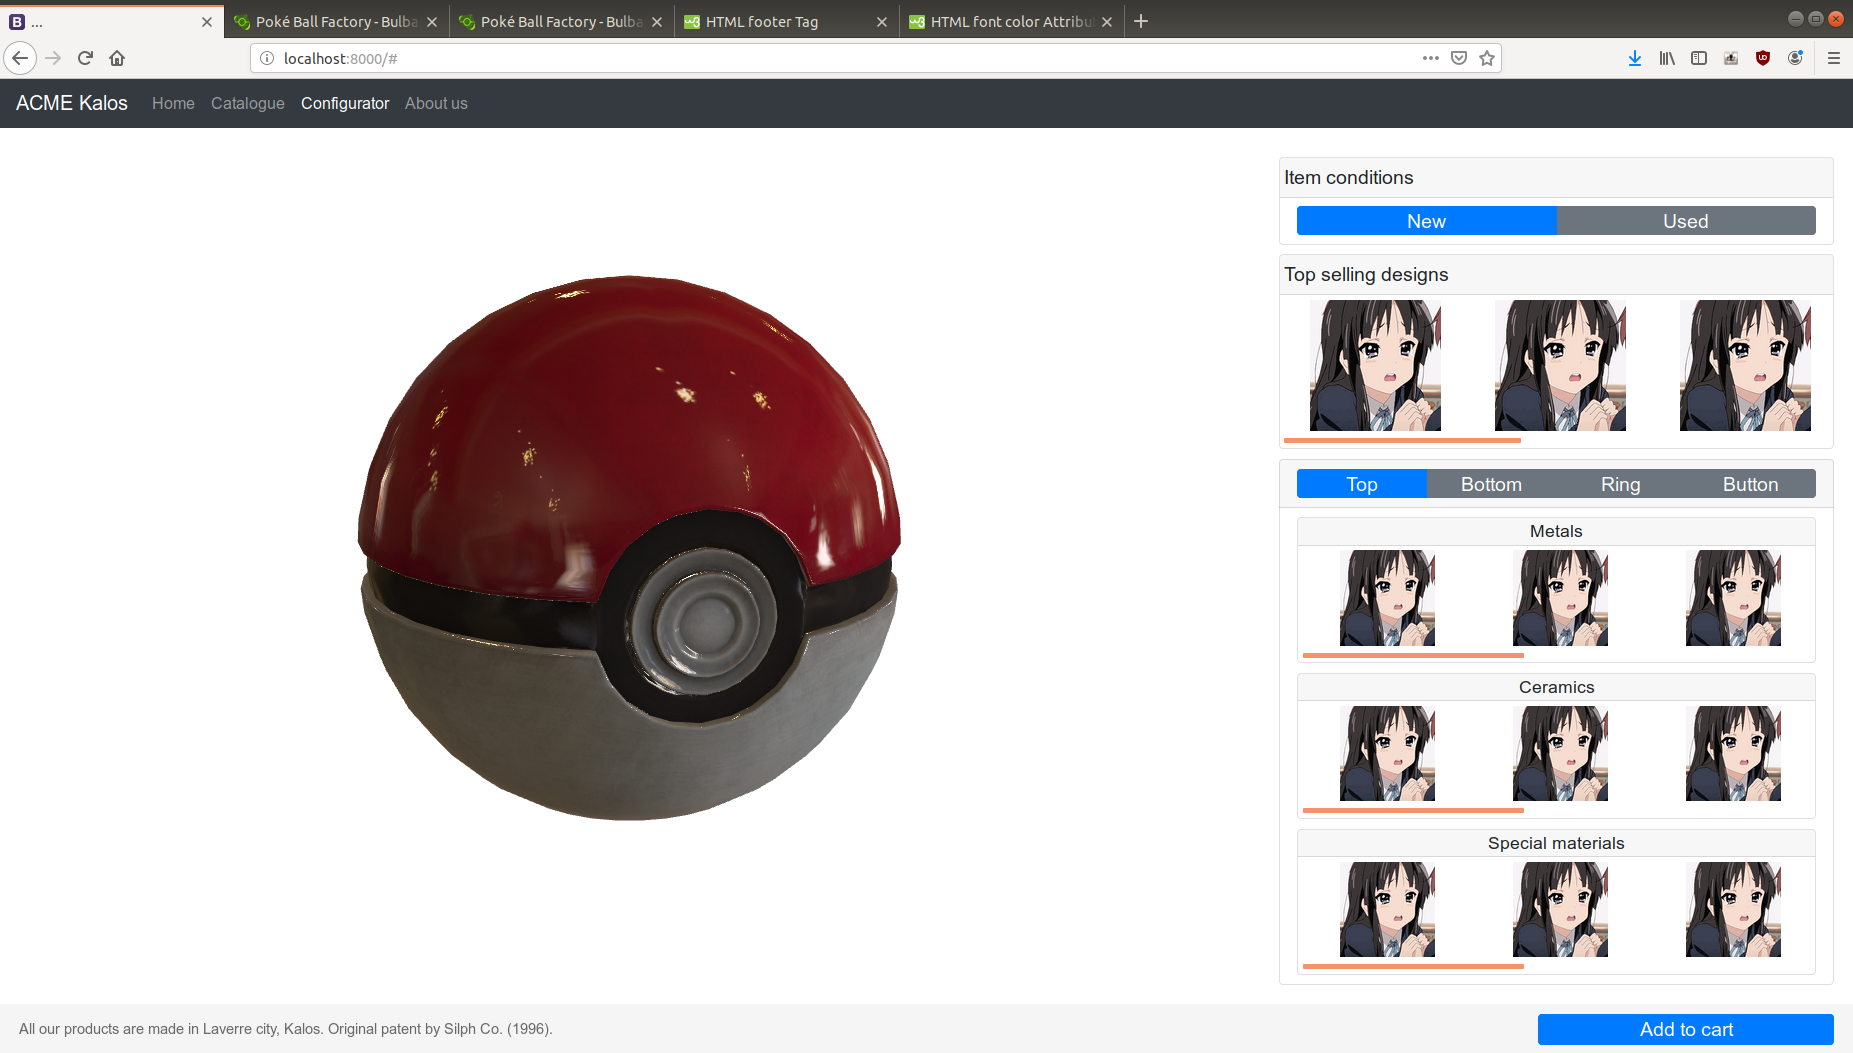 ...
Poké Ball Factory - Bulba
Poké Ball Factory - Bulba
HTML footer Tag
HTML font color Attribu
localhost:8000/#
ACME Kalos
Home
Catalogue
Configurator
About us
Item conditions
New
Used
Top selling designs
Top
Bottom
Ring
Button
Metals
Ceramics
Special materials
All our products are made in Laverre city, Kalos. Original patent by Silph Co. (1996).
Add to cart